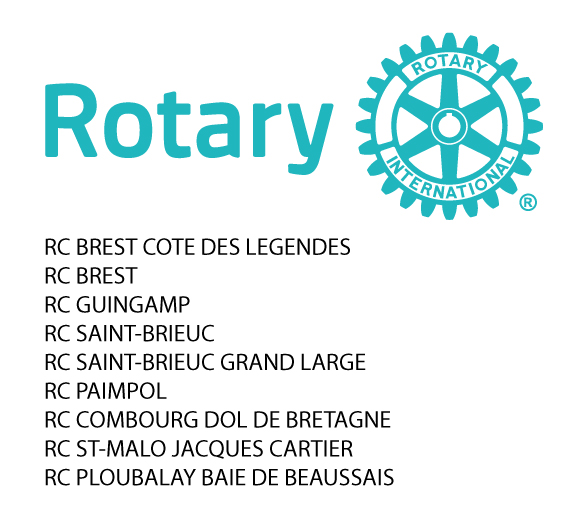 Rotary
ROTARY
INTERNATIONAL
®
RC BREST COTE DES LEGENDES
RC BREST
RC GUINGAMP
RC SAINT-BRIEUC
RC SAINT-BRIEUC GRAND LARGE
RC PAIMPOL
RC COMBOURG DOL DE BRETAGNE
RC ST-MALO JACQUES CARTIER
RC PLOUBALAY BAIE DE BEAUSSAIS